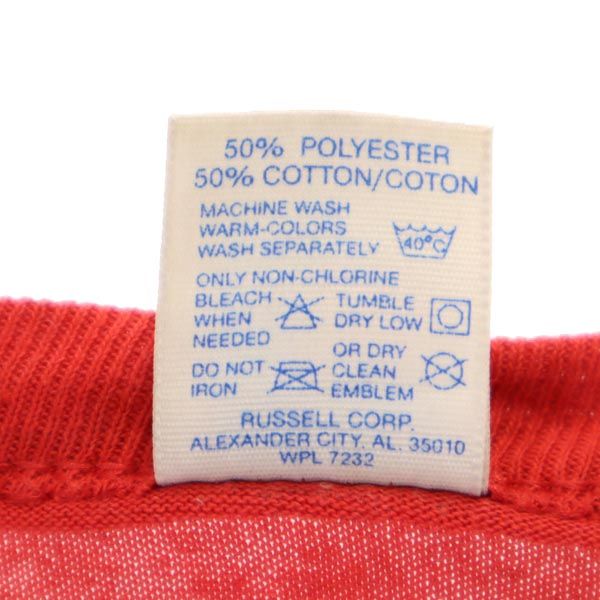 50% POLYESTER
50% COTTON/COTON
MACHINE WASH
WARM-COLORS
WASH SEPARATELY
40°C
ONLY NON-CHLORINE
BLEACH
WHEN
NEEDED
TUMBLE
DRY LOW
DO NOT
IRON
OR DRY
CLEAN
EMBLEM
RUSSELL CORP.
ALEXANDER CITY, AL. 35010
WPL 7232